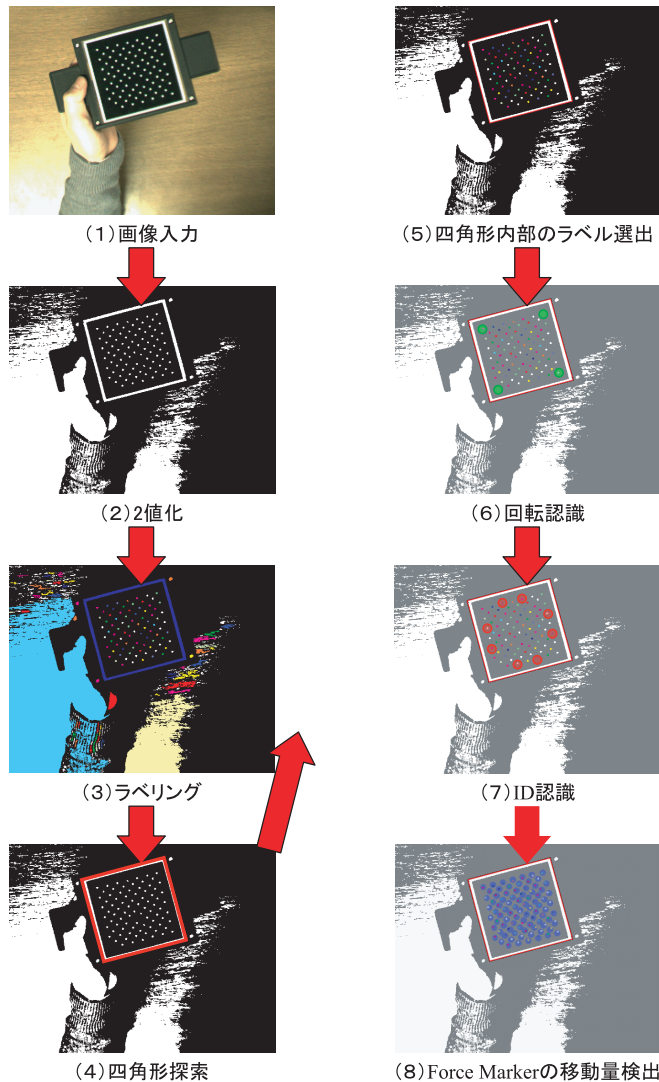 (1)画像入力
(2)2値化
(3)ラベリング
(4)四角形探索
(5)四角形内部のラベル選出
(6)回転認識
(7)ID認識
(8)Force Markerの移動量検出